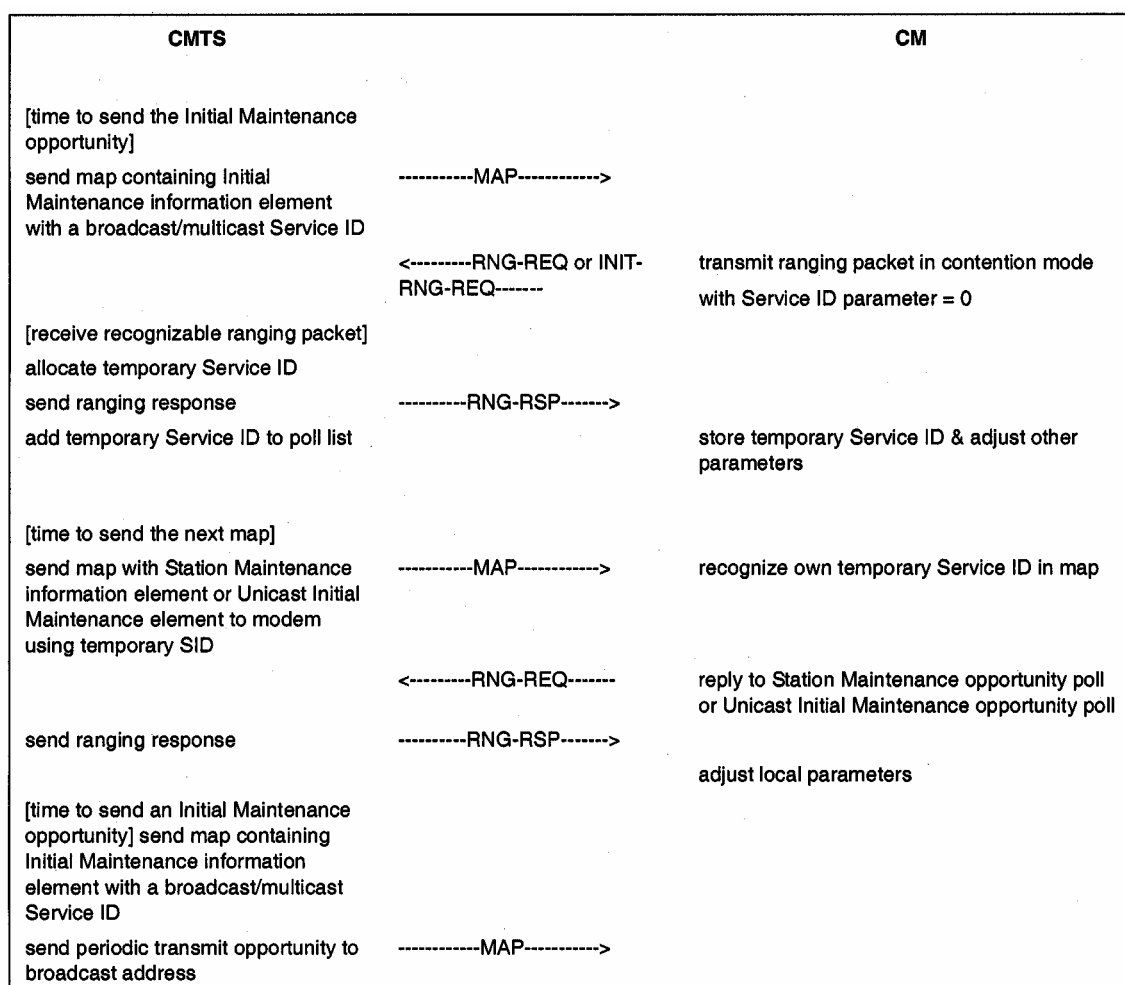 CMTS
CM
[time to send the Initial Maintenance
opportunity]
send map containing Initial
Maintenance information element
with a broadcast/multicast Service ID
-----------MAP------------>
<---------RNG-REQ or INIT-
RNG-REQ-------
transmit ranging packet in contention mode
with Service ID parameter = 0
[receive recognizable ranging packet]
allocate temporary Service ID
send ranging response
----------RNG-RSP------->
add temporary Service ID to poll list
store temporary Service ID & adjust other
parameters
[time to send the next map]
send map with Station Maintenance
information element or Unicast Initial
Maintenance element to modem
using temporary SID
-----------MAP------------>
recognize own temporary Service ID in map
<---------RNG-REQ-------
reply to Station Maintenance opportunity poll
or Unicast Initial Maintenance opportunity poll
send ranging response
----------RNG-RSP------->
adjust local parameters
[time to send an Initial Maintenance
opportunity] send map containing
Initial Maintenance information
element with a broadcast/multicast
Service ID
send periodic transmit opportunity to
broadcast address
------------MAP----------->